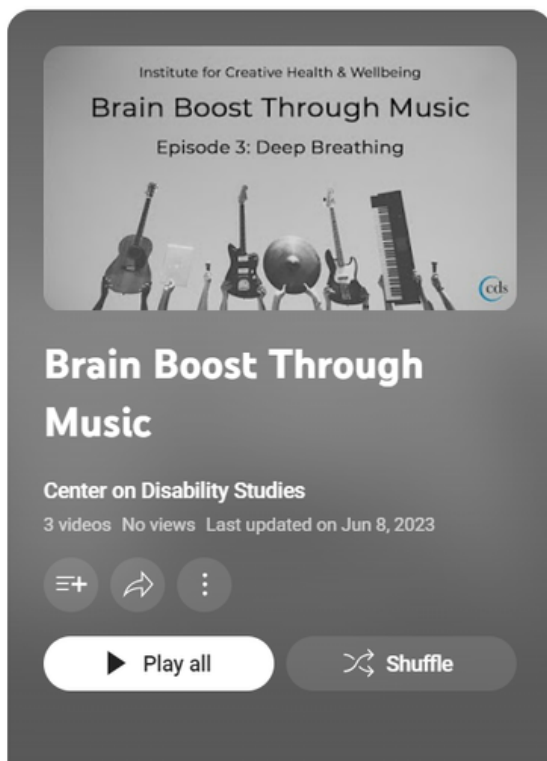 Institute for Creative Health & Wellbeing
Brain Boost Through Music
Episode 3: Deep Breathing
cds
Brain Boost Through
Music
Center on Disability Studies
3 videos No views Last updated on Jun 8, 2023
Play all
Shuffle